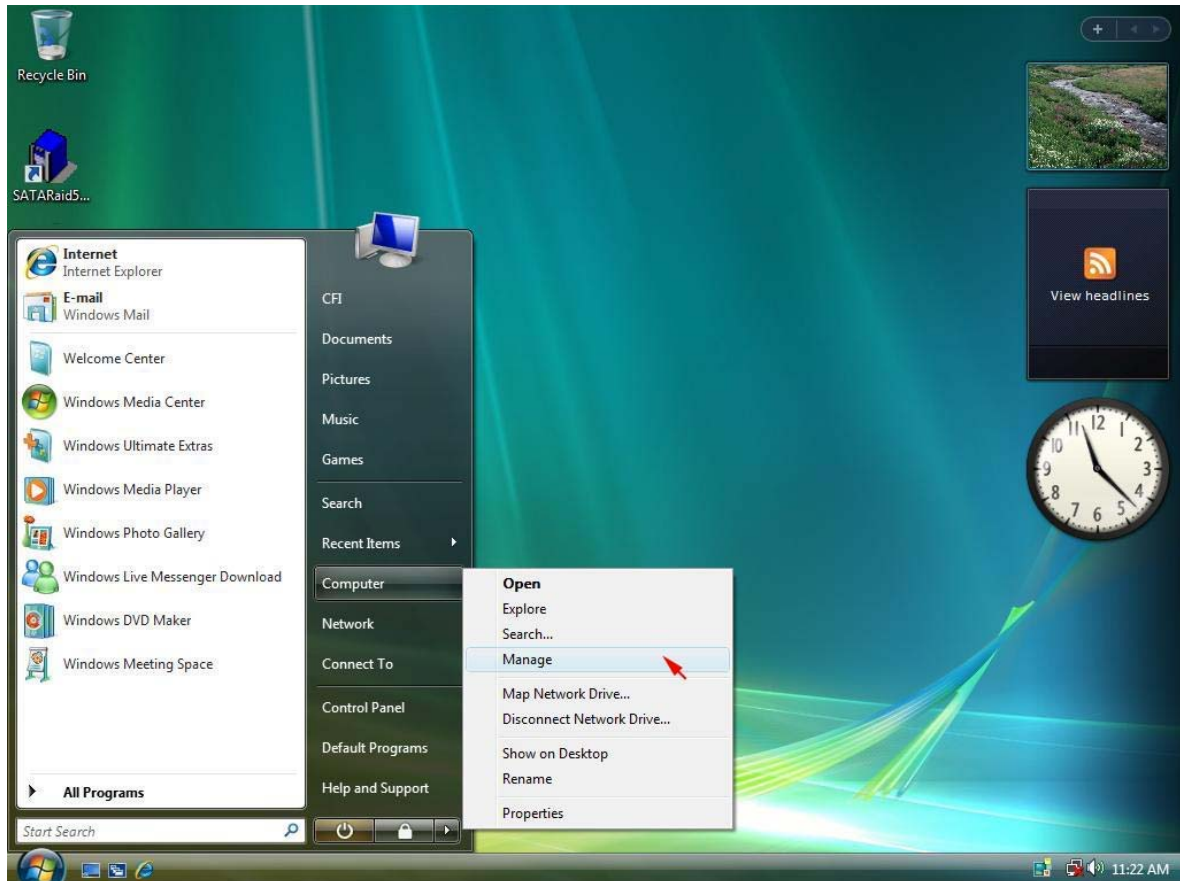 Recycle Bin
SATARaid5...
Internet
Internet Explorer
E-mail
Windows Mail
Welcome Center
Windows Media Center
Windows Ultimate Extras
Windows Media Player
Windows Photo Gallery
Windows Live Messenger Download
Windows DVD Maker
Windows Meeting Space
All Programs
Start Search
CFI
Documents
Pictures
Music
Games
Search
Recent Items
Computer
Network
Connect To
Control Panel
Default Programs
Help and Support
Open
Explore
Search...
Manage
Map Network Drive...
Disconnect Network Drive...
Show on Desktop
Rename
Properties
View headlines
11 12 1
10 2
9 3
8 4
7 6 5
11:22 AM